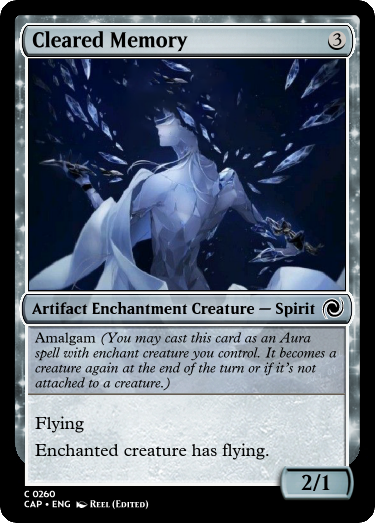 Cleared Memory 3
Artifact Enchantment Creature — Spirit
Amalgam (You may cast this card as an Aura
spell with enchant creature you control. It becomes a
creature again at the end of the turn or if it's not
attached to a creature.)
Flying
Enchanted creature has flying.
2/1
C 0260
CAP • ENG Reel (Edited)